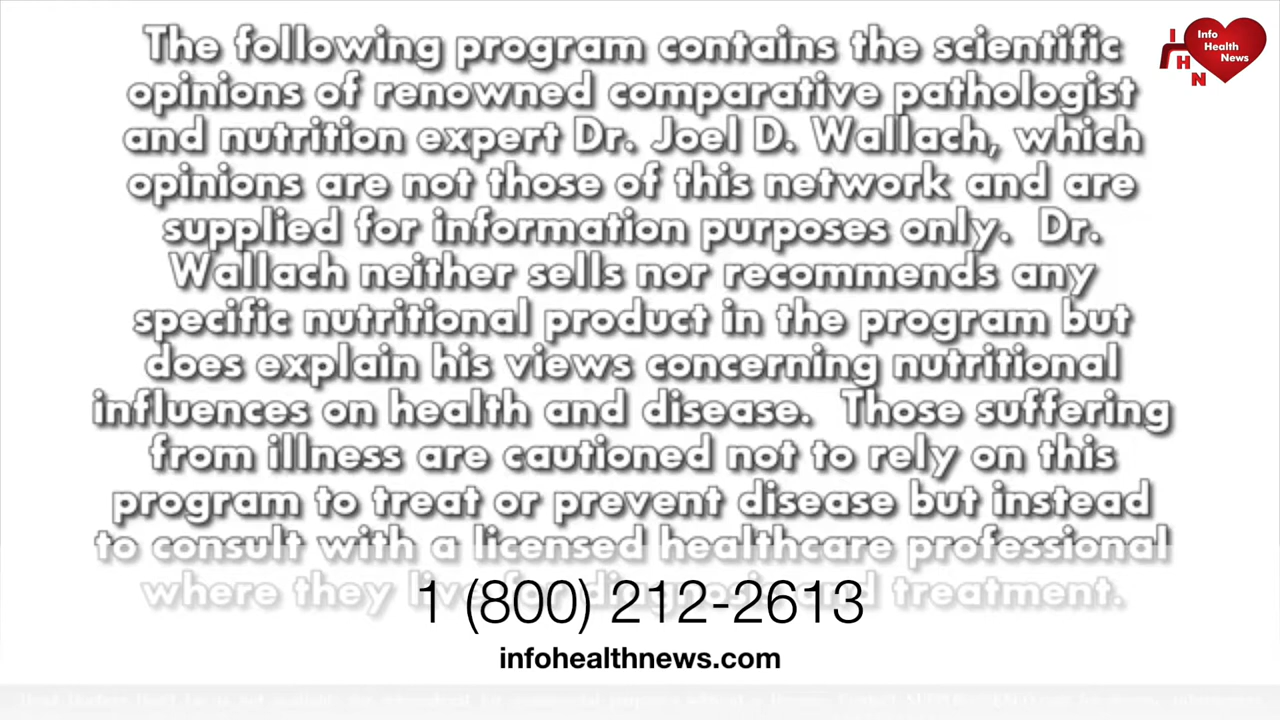 The following program contains the scientific
opinions of renowned comparative pathologist
and nutrition expert Dr. Joel D. Wallach, which
opinions are not those of this network and are
supplied for information purposes only. Dr.
Wallach neither sells nor recommends any
specific nutritional product in the program but
does explain his views concerning nutritional
influences on health and disease. Those suffering
from illness are cautioned not to rely on this
program to treat or prevent disease but instead
to consult with a licensed healthcare professional
where they live for diagnosis and treatment.
1 (800) 212-2613
infohealthnews.com
I H N
Info
Health
News